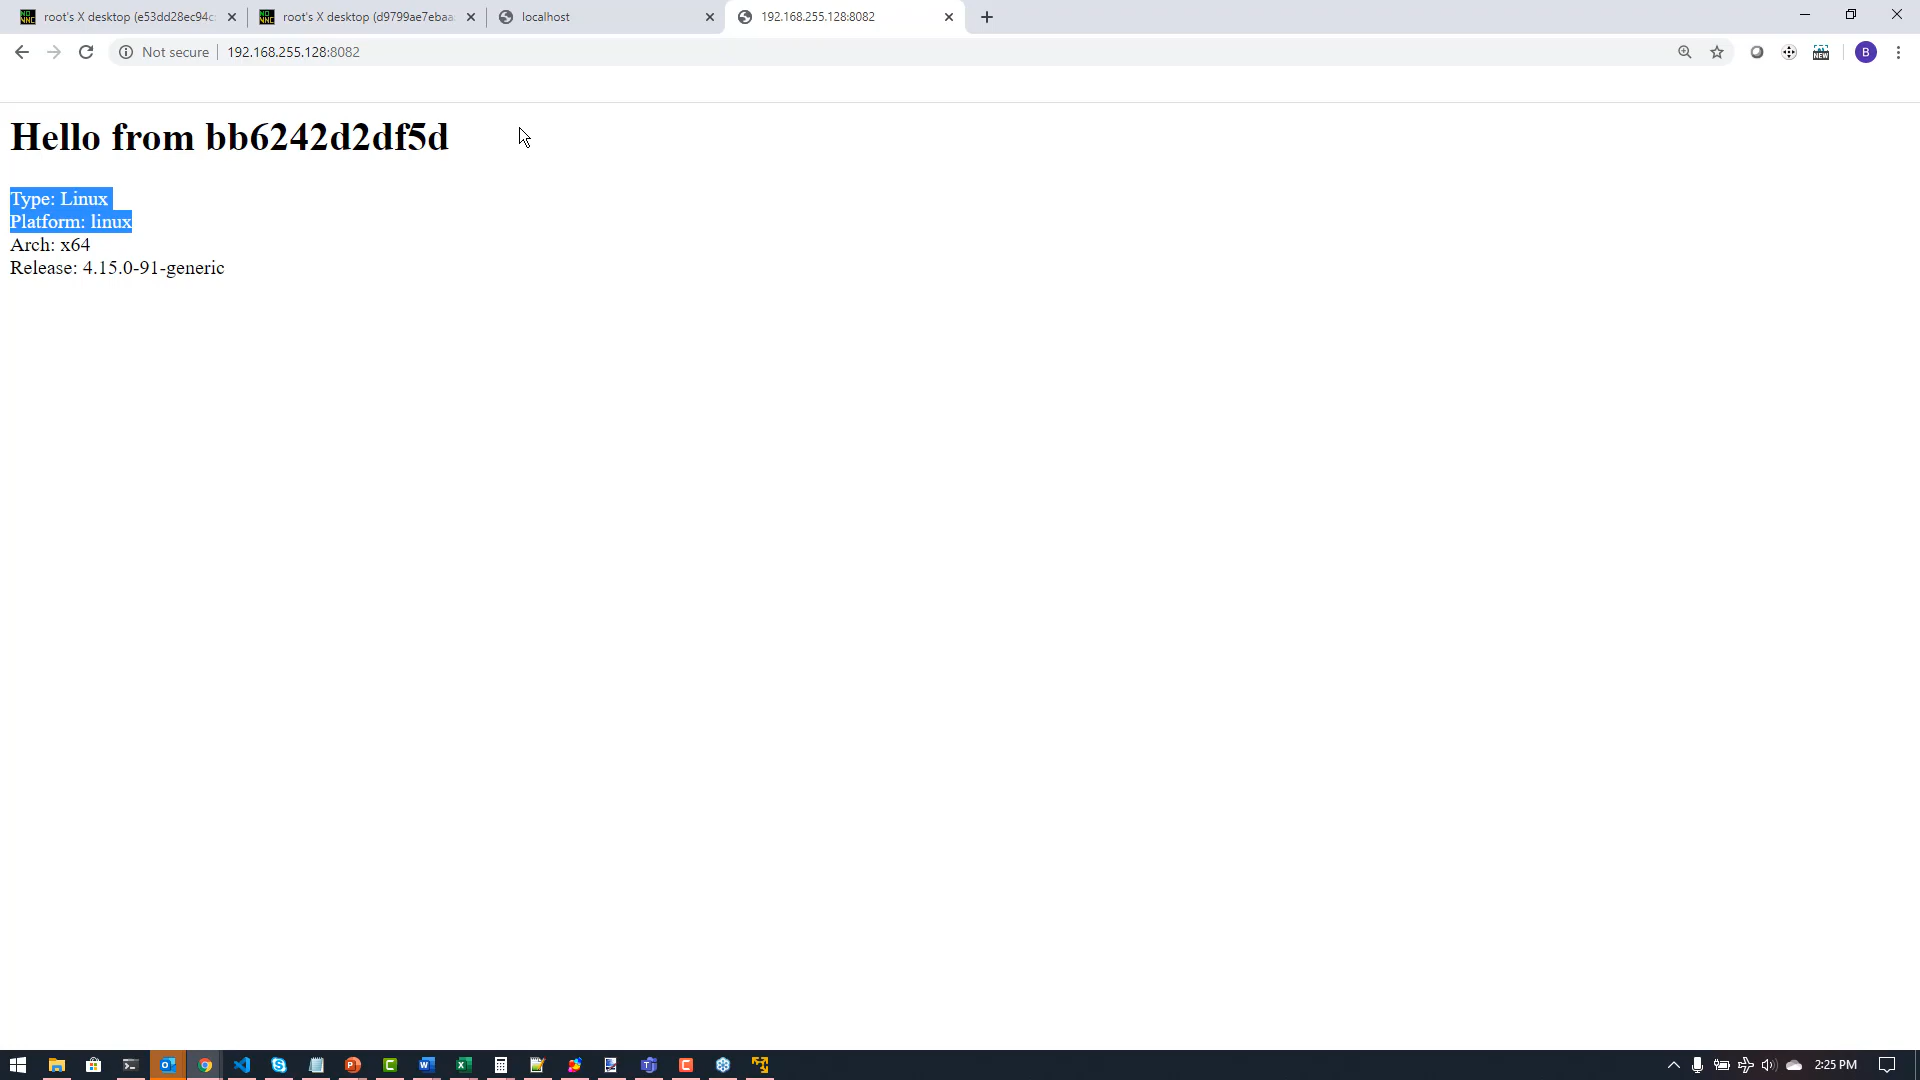 root's X desktop (e53dd28ec94c
root's X desktop (d9799ae7ebaa
localhost
192.168.255.128:8082
Not secure
192.168.255.128:8082
NEW
B
Hello from bb6242d2df5d
Type: Linux
Platform: linux
Arch: x64
Release: 4.15.0-91-generic
2:25 PM